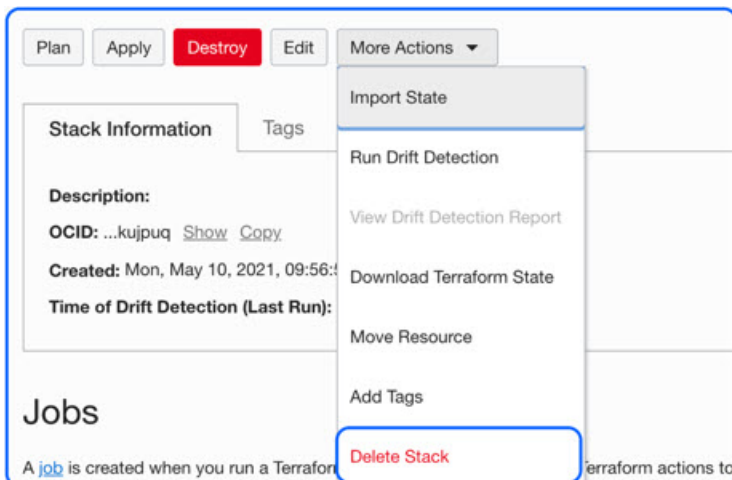 Plan Apply Destroy Edit More Actions
Import State
Stack Information Tags
Run Drift Detection
Description:
View Drift Detection Report
OCID: ...kujpuq Show Copy
Created: Mon, May 10, 2021, 09:56:
Download Terraform State
Time of Drift Detection (Last Run):
Move Resource
Add Tags
Jobs
Delete Stack
A job is created when you run a actions to